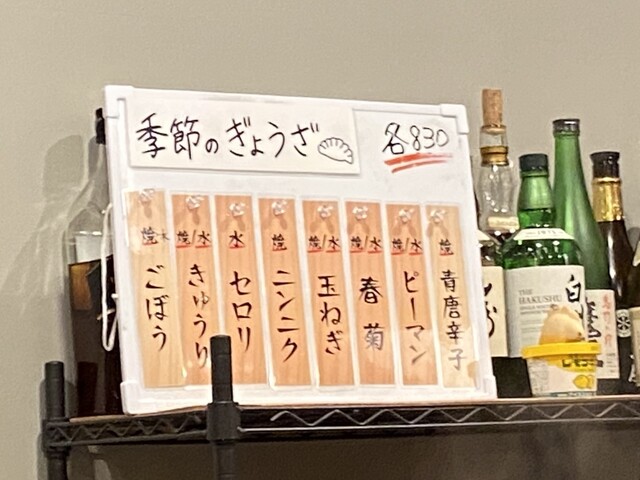 季節のぎょうざ
各830
焼 青唐辛子
焼/水 ピーマン
焼/水 春菊
焼/水 玉ねぎ
焼 ニンニク
水 セロリ
焼/水 きゅうり
焼 水 ごぼう
THE
HAKUSHU